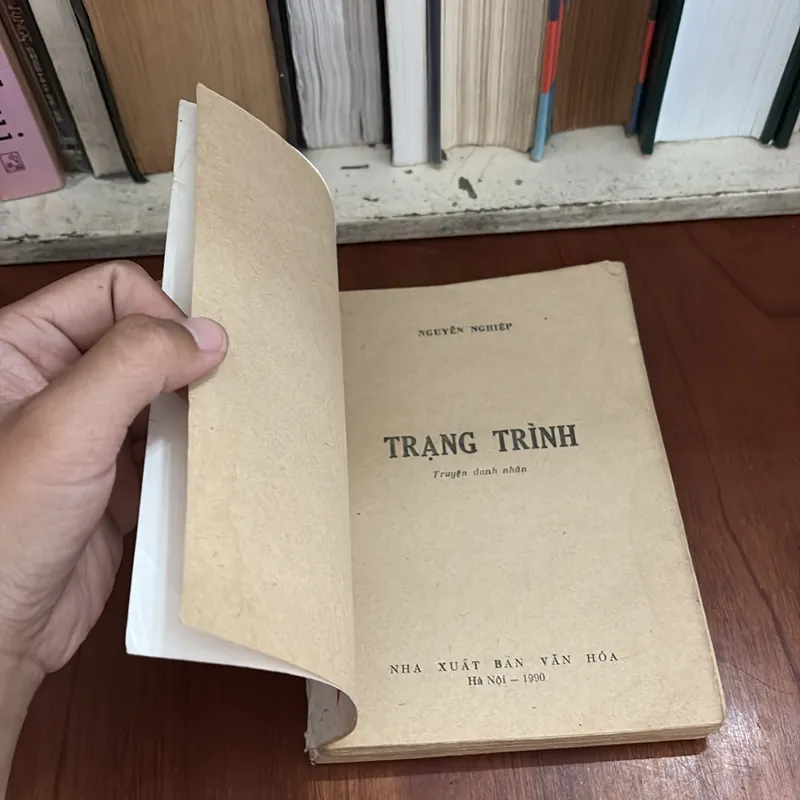 NGUYỄN NGHIỆP
TRẠNG TRÌNH
Truyện danh nhân
NHÀ XUẤT BẢN VĂN HÓA
Hà Nội — 1990